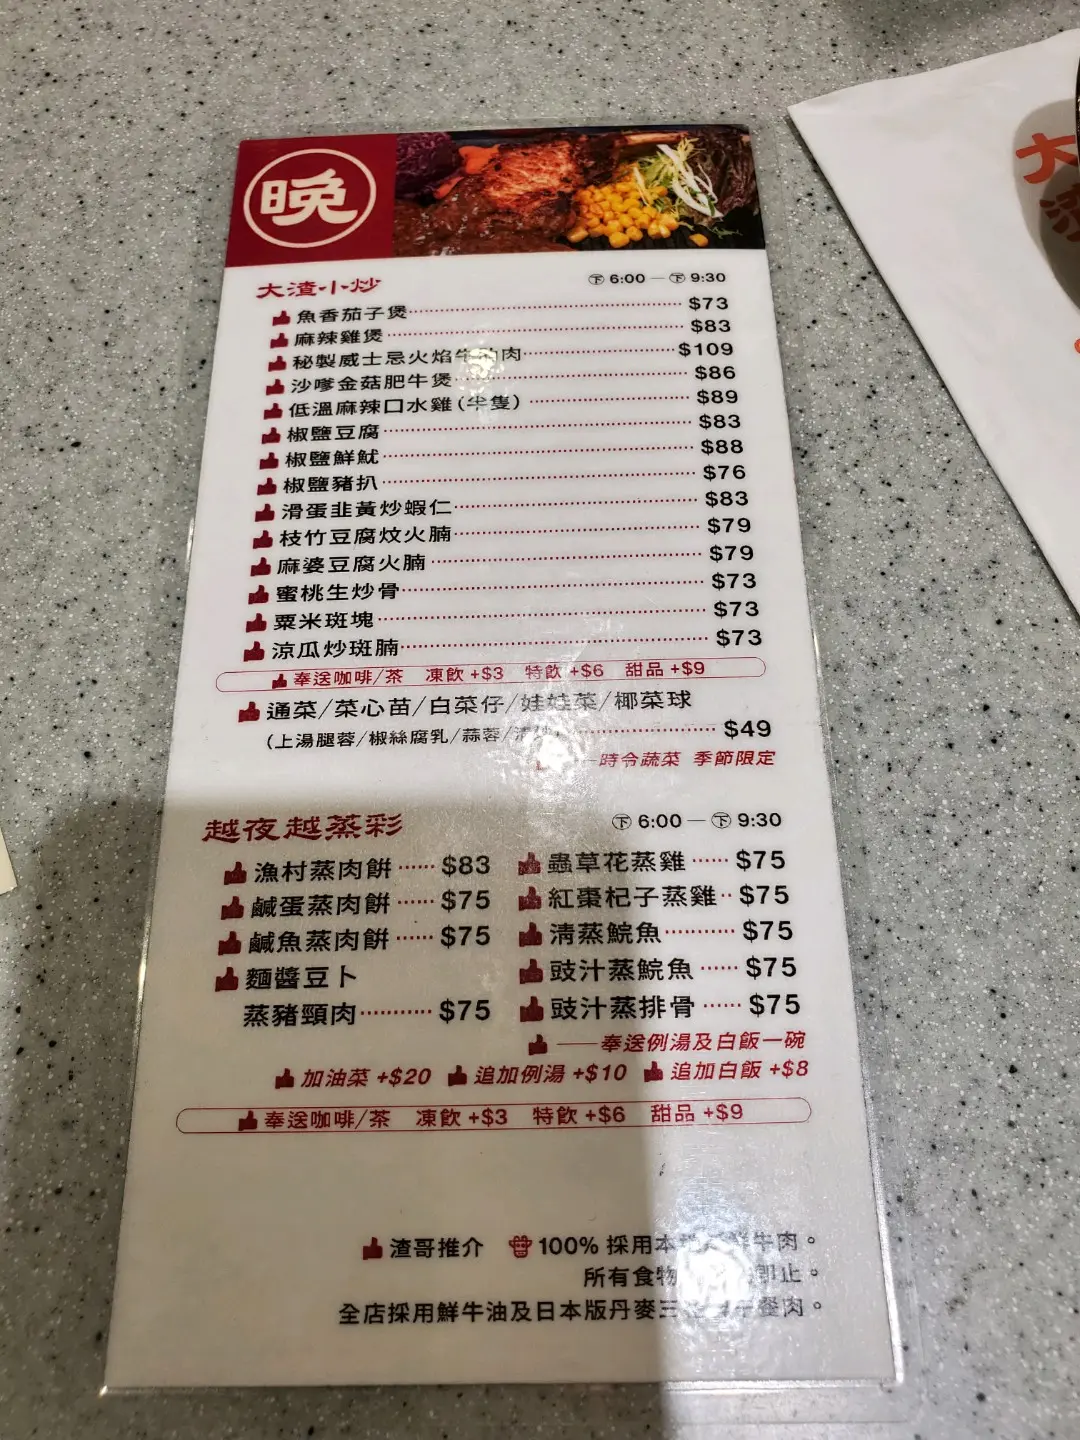 晚
大渣小炒 下 6:00 — 下 9:30
魚香茄子煲 $73
麻辣雞煲 $83
秘製威士忌火焰牛肉 $109
沙嗲金菇肥牛煲 $86
低溫麻辣口水雞(半隻) $89
椒鹽豆腐 $83
椒鹽鮮魷 $88
椒鹽豬扒 $76
滑蛋韭黃炒蝦仁 $83
枝竹豆腐炆火腩 $79
麻婆豆腐火腩 $79
蜜桃生炒骨 $73
粟米斑塊 $73
涼瓜炒斑腩 $73
奉送咖啡/茶 凍飲+$3 特飲+$6 甜品+$9
通菜/菜心苗/白菜仔/娃娃菜/椰菜球
(上湯腿蓉/椒絲腐乳/蒜蓉/清 $49
—時令蔬菜 季節限定
越夜越蒸彩 下 6:00 — 下 9:30
漁村蒸肉餅 $83 蟲草花蒸雞 $75
鹹蛋蒸肉餅 $75 紅棗杞子蒸雞 $75
鹹魚蒸肉餅 $75 清蒸鯇魚 $75
麵醬豆卜 豉汁蒸鯇魚 $75
蒸豬頸肉 $75 豉汁蒸排骨 $75
——奉送例湯及白飯一碗
加油菜+$20 追加例湯+$10 追加白飯+$8
奉送咖啡/茶 凍飲+$3 特飲+$6 甜品+$9
渣哥推介 100% 採用本 牛肉。
所有食物 即止。
全店採用鮮牛油及日本版丹麥三 餐肉。
大